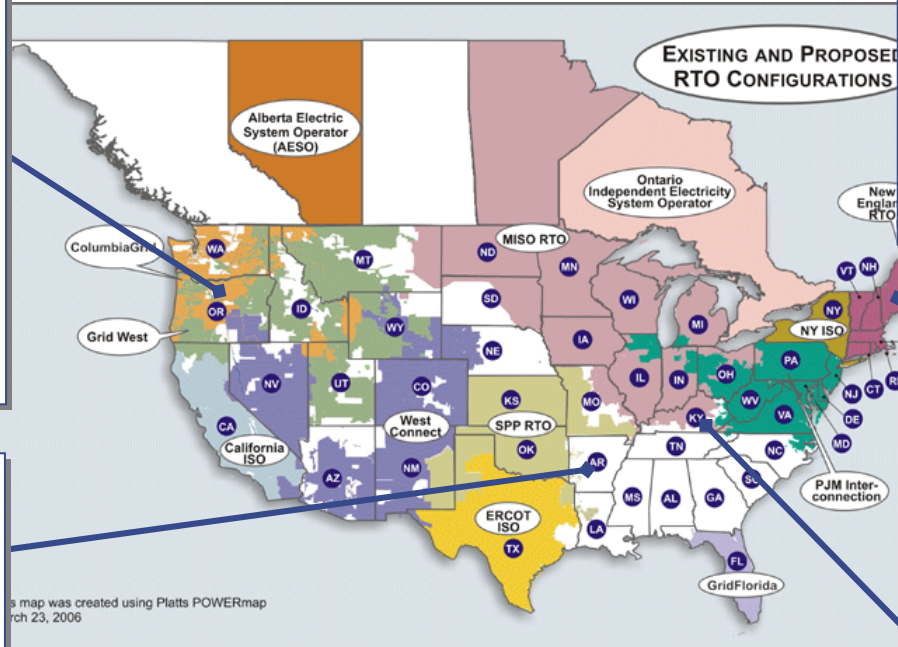 EXISTING AND PROPOSED
RTO CONFIGURATIONS
Alberta Electric
System Operator
(AESO)
Ontario
Independent Electricity
System Operator
New
England
RTO
MISO RTO
ColumbiaGrid
WA
MT
ND
MN
VT
NH
OR
ID
SD
WI
NY
Grid West
WY
MI
NY ISO
NE
IA
PA
NV
UT
CO
IL
IN
OH
NJ
CT
RI
KS
MO
WV
DE
West
Connect
SPP RTO
KY
VA
MD
CA
California
ISO
OK
TN
NC
AZ
NM
AR
SC
PJM Inter-
connection
MS
AL
GA
ERCOT
ISO
LA
TX
FL
GridFlorida
s map was created using Platts POWERmap
rch 23, 2006